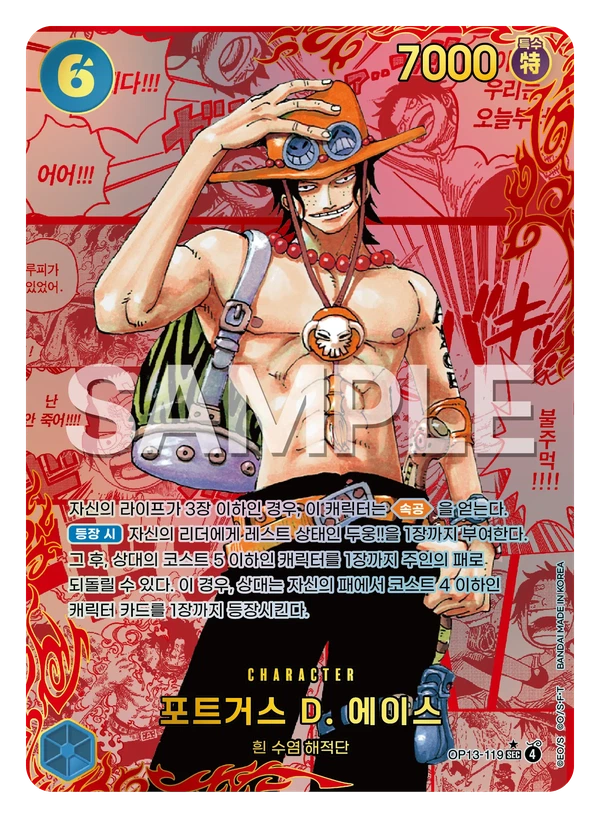 6
7000
특수
特
다!!!
우리는
오늘부
어어!!!
루피가
있었어.
バキッ
난
안 죽어!!!!
불주먹
!!!!
SAMPLE
자신의 라이프가 3장 이하인 경우, 이 캐릭터는 속공 을 얻는다.
등장 시 자신의 리더에게 레스트 상태인 두웅!!을 1장까지 부여한다.
그 후, 상대의 코스트 5 이하인 캐릭터를 1장까지 주인의 패로
되돌릴 수 있다. 이 경우, 상대는 자신의 패에서 코스트 4 이하인
캐릭터 카드를 1장까지 등장시킨다.
CHARACTER
포트거스 D. 에이스
흰 수염 해적단
OP13-119 SEC 4
©EO/S ©O/S·F·T BANDAI MADE IN KOREA